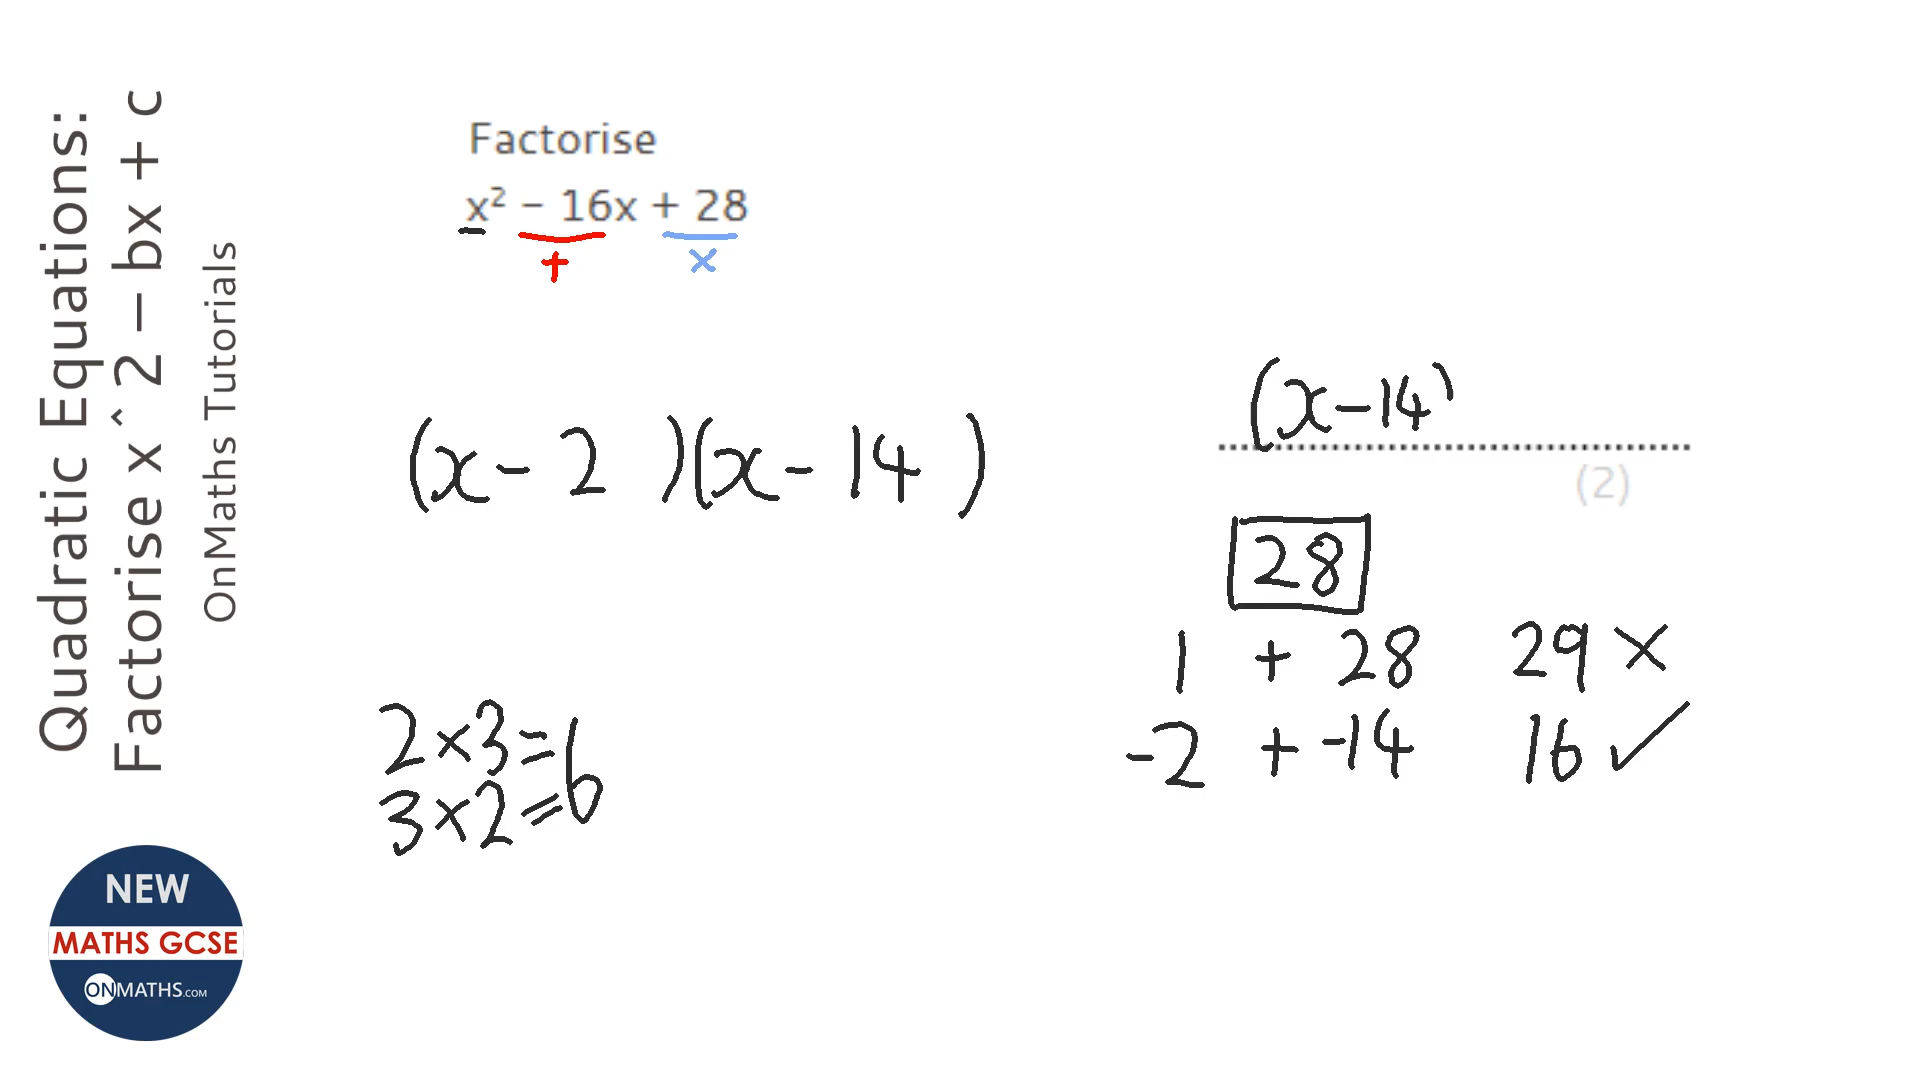 Quadratic Equations:
Factorise x^2 – bx + c
OnMaths Tutorials
Factorise
x² - 16x + 28
+ ×
(x - 2 )(x - 14 )
(x - 14)
(2)
28
1 + 28 29 ×
-2 + -14 16 ✓
2 × 3 = 6
3 × 2 =
NEW
MATHS GCSE
ONMATHS.COM